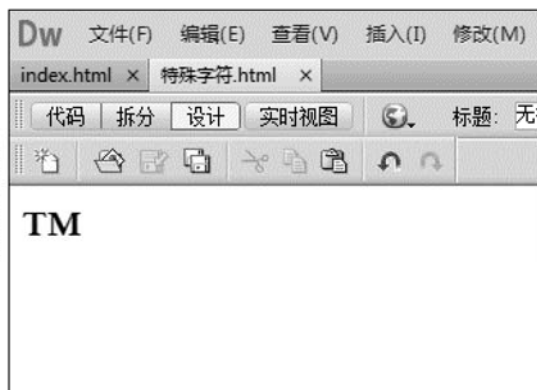 Dw 文件(F) 编辑(E) 查看(V) 插入(I) 修改(M)
index.html × 特殊字符.html ×
代码 拆分 设计 实时视图 标题:
TM